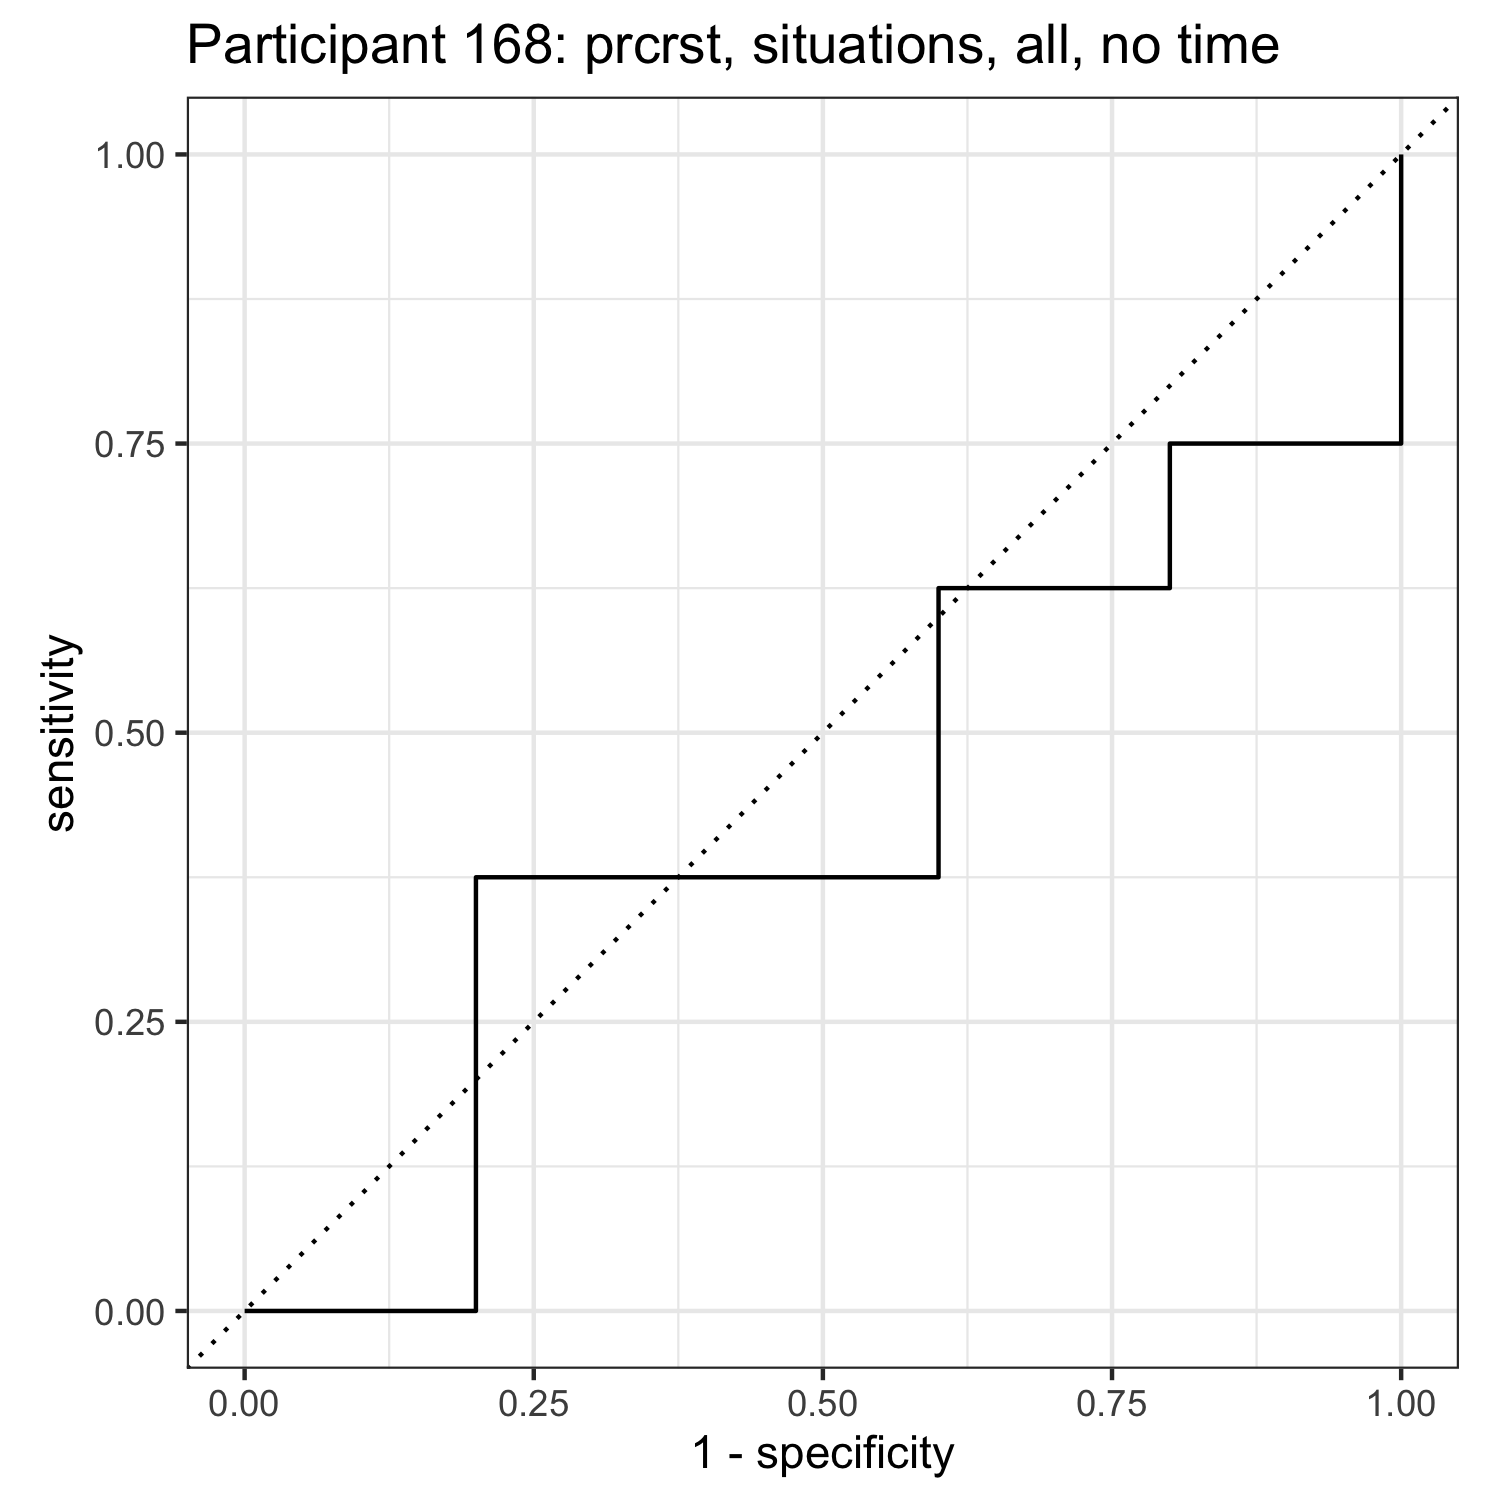 Participant 168: prcrst, situations, all, no time
sensitivity
1.00
0.75
0.50
0.25
0.00
0.00 0.25 0.50 0.75 1.00
1 - specificity